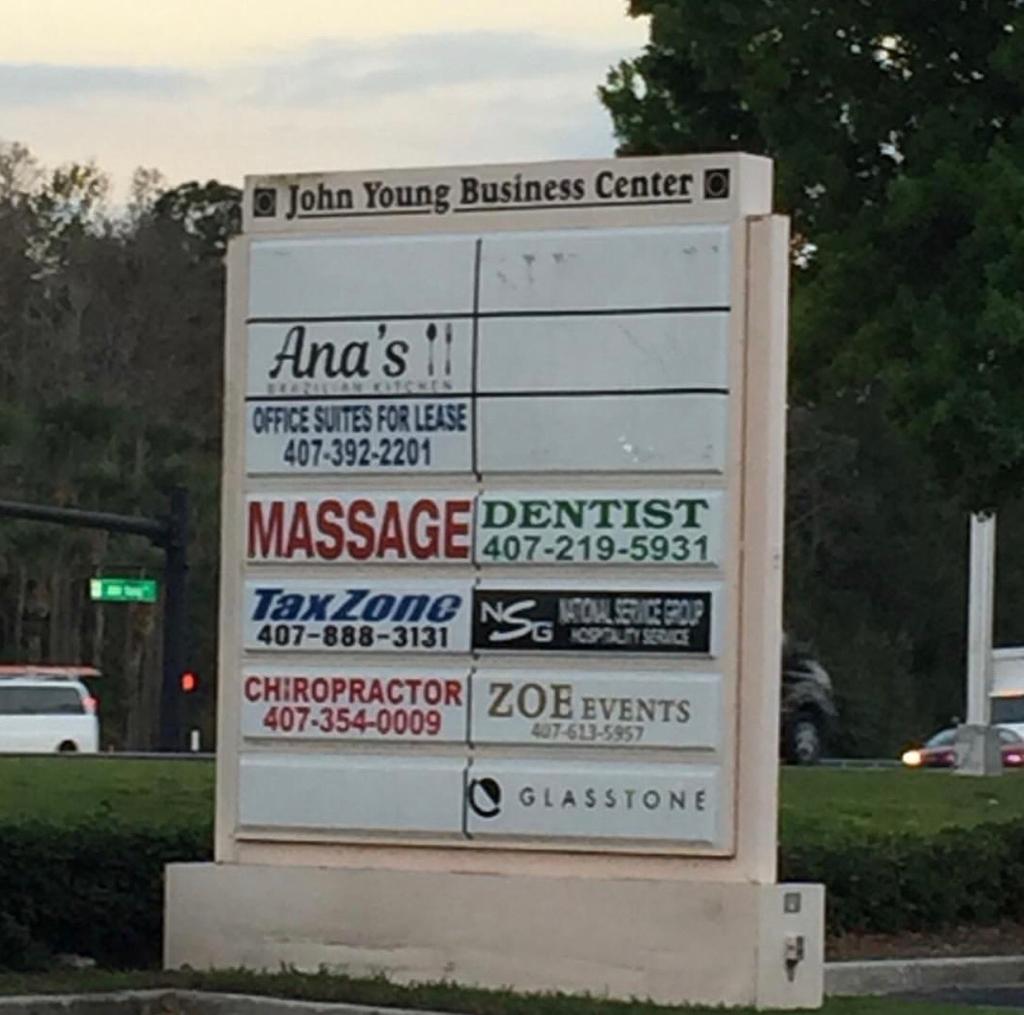 John Young Business Center
Ana's
BRAZILIAN KITCHEN
OFFICE SUITES FOR LEASE
407-392-2201
MASSAGE
DENTIST
407-219-5931
TaxZone
407-888-3131
NSG NATIONAL SERVICE GROUP
HOSPITALITY SERVICE
CHIROPRACTOR
407-354-0009
ZOE EVENTS
407-613-5957
GLASSTONE